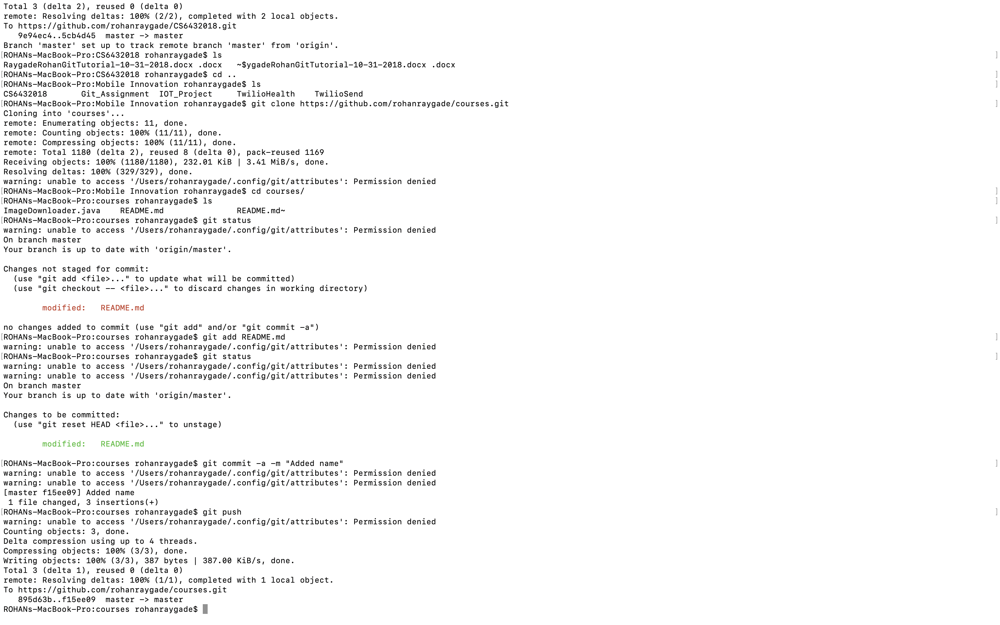 Total 3 (delta 2), reused 0 (delta 0)
remote: Resolving deltas: 100% (2/2), completed with 2 local objects.
To https://github.com/rohanraygade/CS6432018.git
   9e94ec4..5cb4d45  master -> master
Branch 'master' set up to track remote branch 'master' from 'origin'.
[ROHANs-MacBook-Pro:CS6432018 rohanraygade$ ls ]
RaygadeRohanGitTutorial-10-31-2018.docx .docx   ~$ygadeRohanGitTutorial-10-31-2018.docx .docx
[ROHANs-MacBook-Pro:CS6432018 rohanraygade$ cd .. ]
[ROHANs-MacBook-Pro:Mobile Innovation rohanraygade$ ls ]
CS6432018       Git_Assignment  IOT_Project     TwilioHealth    TwilioSend
[ROHANs-MacBook-Pro:Mobile Innovation rohanraygade$ git clone https://github.com/rohanraygade/courses.git ]
Cloning into 'courses'...
remote: Enumerating objects: 11, done.
remote: Counting objects: 100% (11/11), done.
remote: Compressing objects: 100% (11/11), done.
remote: Total 1180 (delta 2), reused 8 (delta 0), pack-reused 1169
Receiving objects: 100% (1180/1180), 232.01 KiB | 3.41 MiB/s, done.
Resolving deltas: 100% (329/329), done.
warning: unable to access '/Users/rohanraygade/.config/git/attributes': Permission denied
[ROHANs-MacBook-Pro:Mobile Innovation rohanraygade$ cd courses/ ]
[ROHANs-MacBook-Pro:courses rohanraygade$ ls ]
ImageDownloader.java    README.md               README.md~
[ROHANs-MacBook-Pro:courses rohanraygade$ git status ]
warning: unable to access '/Users/rohanraygade/.config/git/attributes': Permission denied
On branch master
Your branch is up to date with 'origin/master'.

Changes not staged for commit:
  (use "git add <file>..." to update what will be committed)
  (use "git checkout -- <file>..." to discard changes in working directory)

        modified:   README.md

no changes added to commit (use "git add" and/or "git commit -a")
[ROHANs-MacBook-Pro:courses rohanraygade$ git add README.md ]
warning: unable to access '/Users/rohanraygade/.config/git/attributes': Permission denied
[ROHANs-MacBook-Pro:courses rohanraygade$ git status ]
warning: unable to access '/Users/rohanraygade/.config/git/attributes': Permission denied
warning: unable to access '/Users/rohanraygade/.config/git/attributes': Permission denied
On branch master
Your branch is up to date with 'origin/master'.

Changes to be committed:
  (use "git reset HEAD <file>..." to unstage)

        modified:   README.md

[ROHANs-MacBook-Pro:courses rohanraygade$ git commit -a -m "Added name" ]
warning: unable to access '/Users/rohanraygade/.config/git/attributes': Permission denied
warning: unable to access '/Users/rohanraygade/.config/git/attributes': Permission denied
[master f15ee09] Added name
 1 file changed, 3 insertions(+)
[ROHANs-MacBook-Pro:courses rohanraygade$ git push ]
warning: unable to access '/Users/rohanraygade/.config/git/attributes': Permission denied
Counting objects: 3, done.
Delta compression using up to 4 threads.
Compressing objects: 100% (3/3), done.
Writing objects: 100% (3/3), 387 bytes | 387.00 KiB/s, done.
Total 3 (delta 1), reused 0 (delta 0)
remote: Resolving deltas: 100% (1/1), completed with 1 local object.
To https://github.com/rohanraygade/courses.git
   895d63b..f15ee09  master -> master
ROHANs-MacBook-Pro:courses rohanraygade$